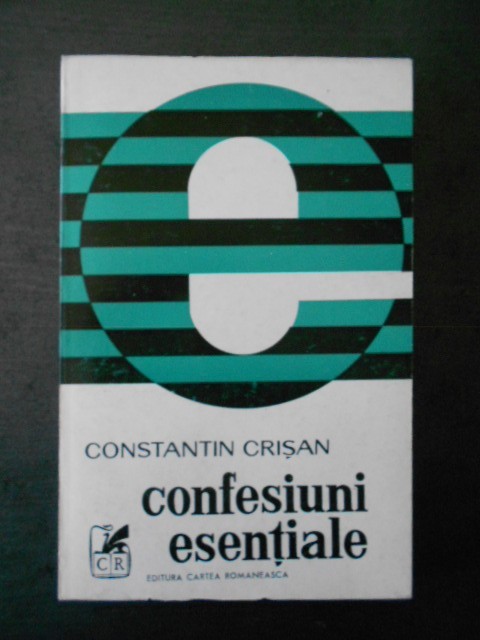 e
CONSTANTIN CRIȘAN
confesiuni
esențiale
CR
EDITURA CARTEA ROMANEASCA